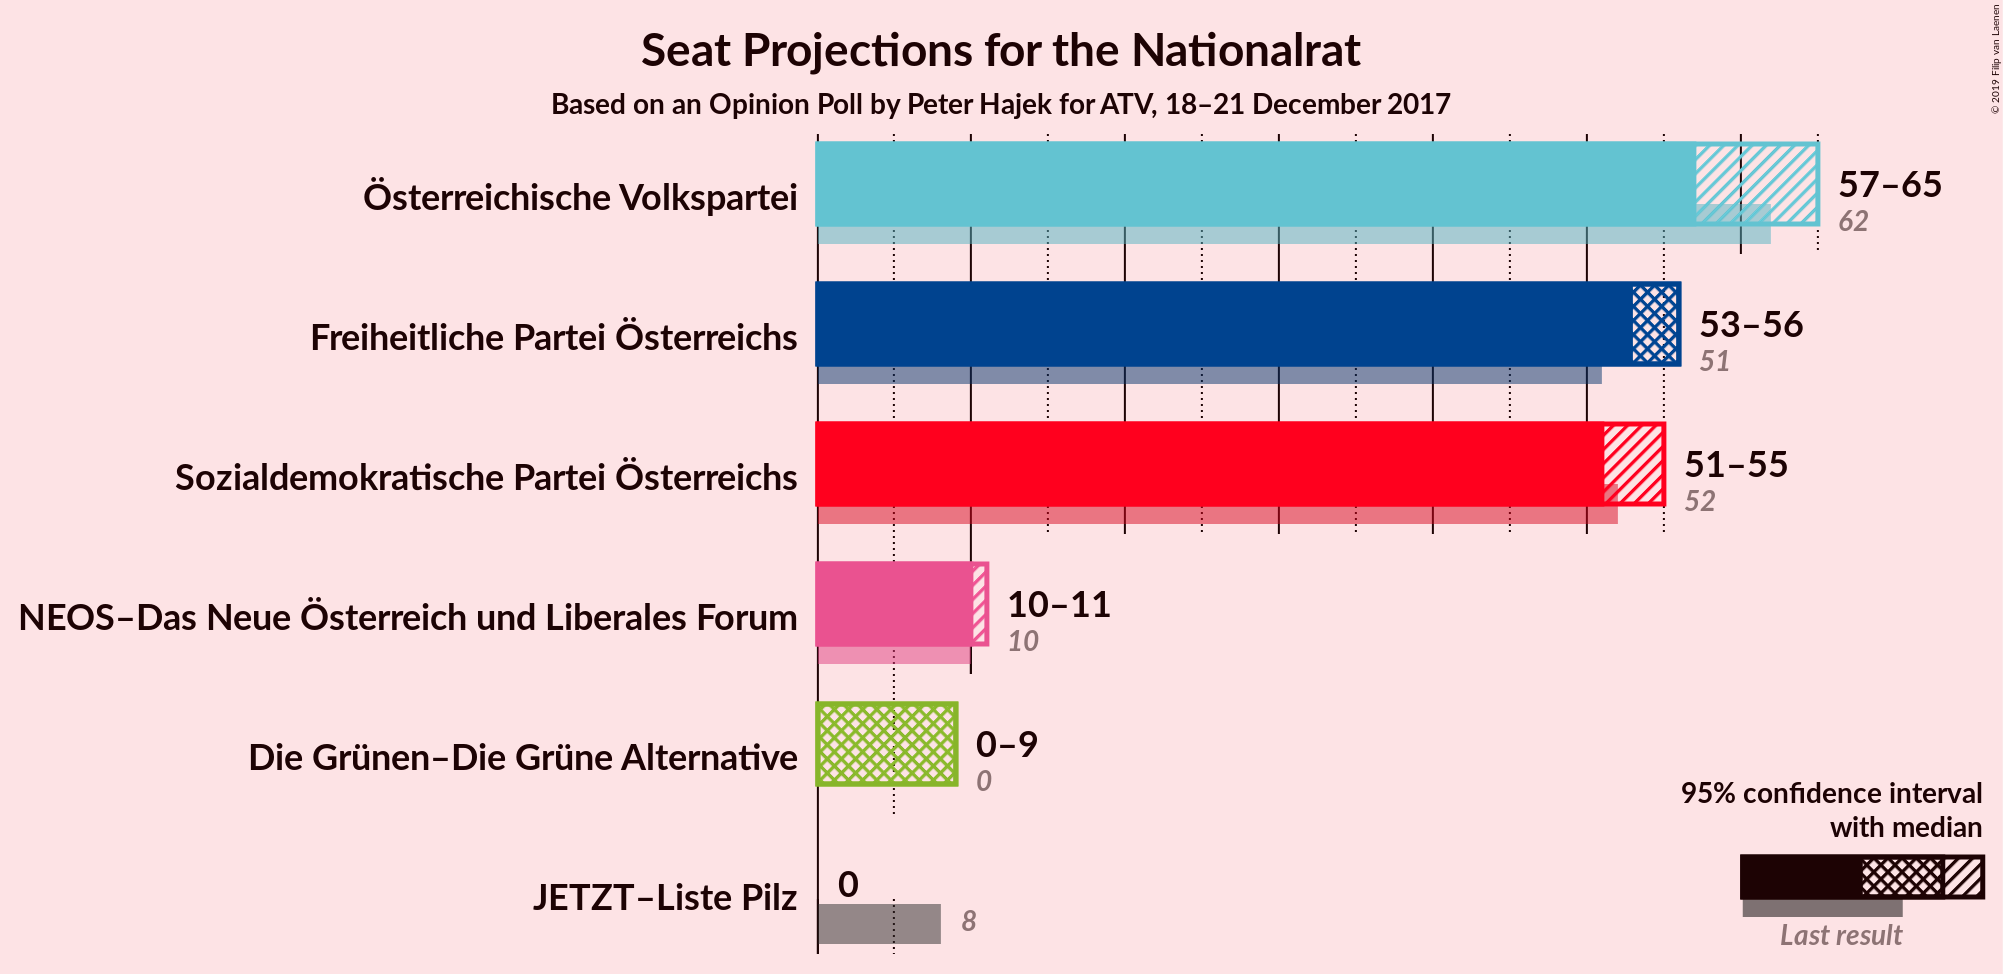 Seat Projections for the Nationalrat
Based on an Opinion Poll by Peter Hajek for ATV, 18–21 December 2017
© 2019 Filip van Laenen
Österreichische Volkspartei
57–65
62
Freiheitliche Partei Österreichs
53–56
51
Sozialdemokratische Partei Österreichs
51–55
52
NEOS–Das Neue Österreich und Liberales Forum
10–11
10
Die Grünen–Die Grüne Alternative
0–9
0
JETZT–Liste Pilz
0
8
95% confidence interval
with median
Last result